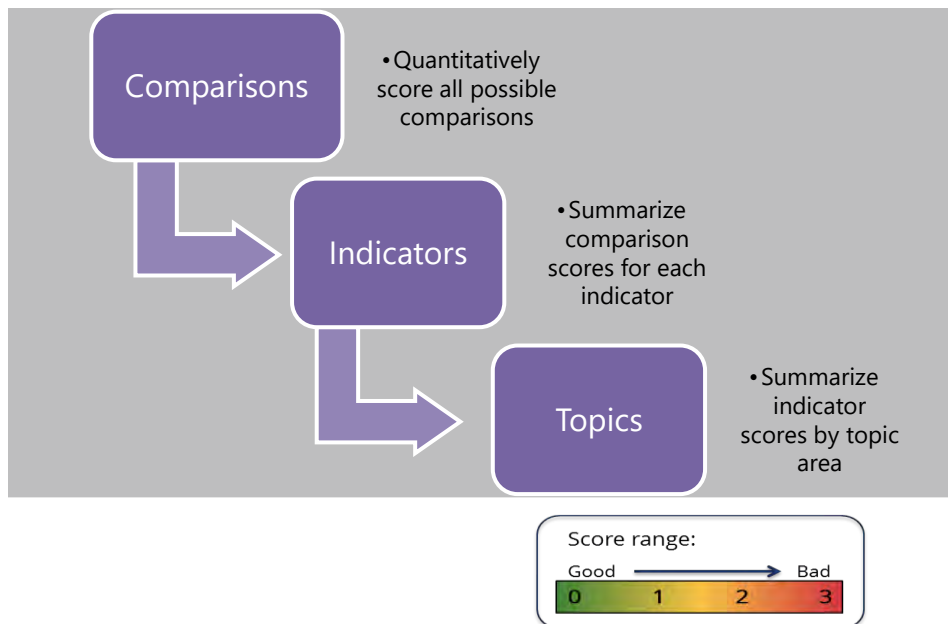 Comparisons
•Quantitatively
score all possible
comparisons
Indicators
•Summarize
comparison
scores for each
indicator
Topics
•Summarize
indicator
scores by topic
area
Score range:
Good Bad
0 1 2 3